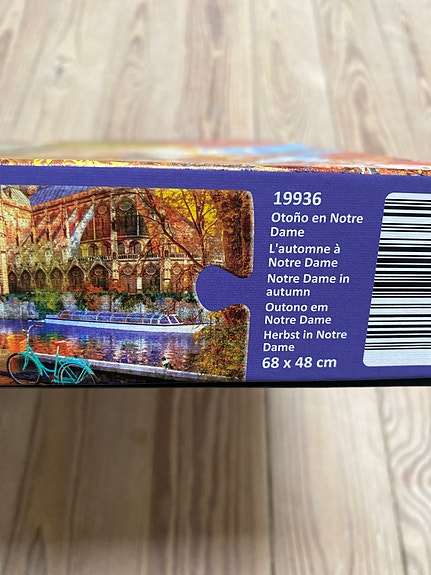 19936
Otoño en Notre
Dame
L'automne à
Notre Dame
Notre Dame in
autumn
Outono em
Notre Dame
Herbst in Notre
Dame
68 x 48 cm